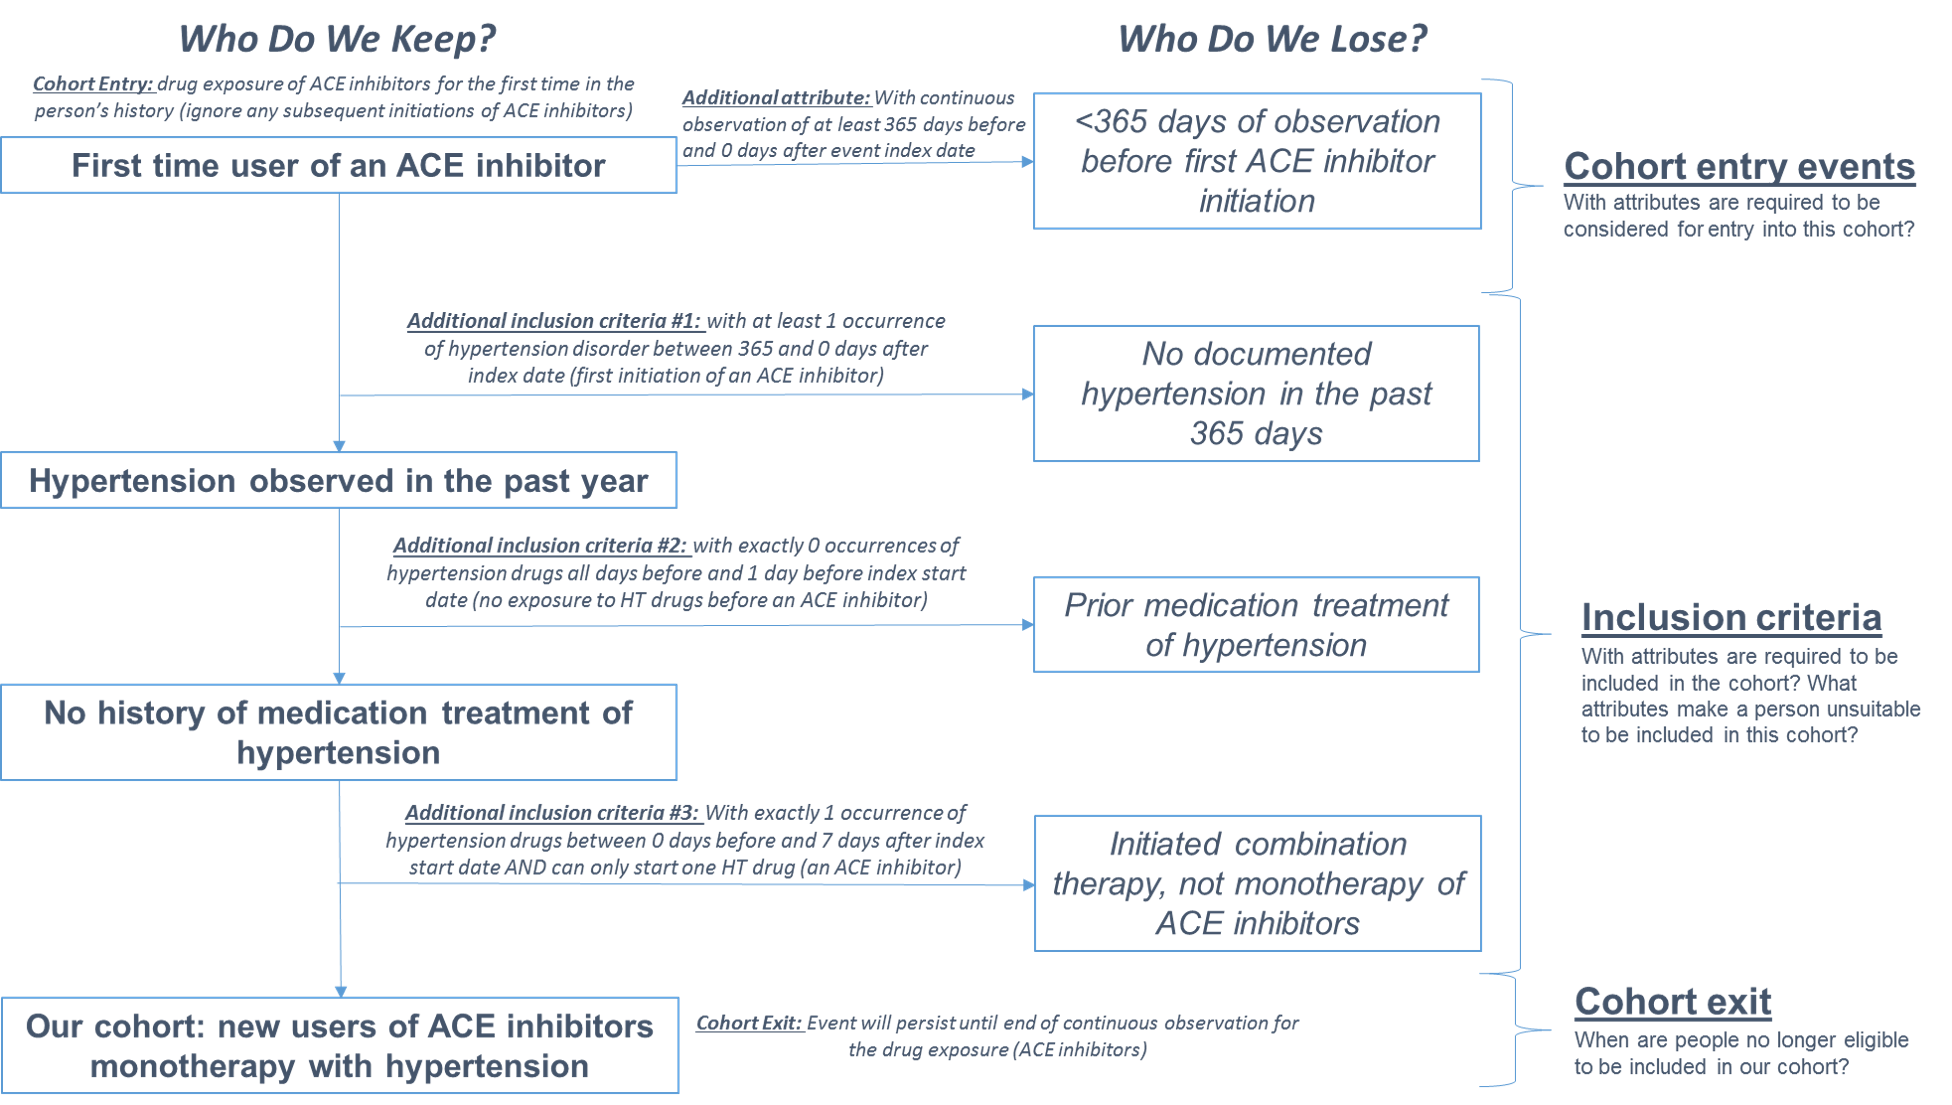 Who Do We Keep?
Who Do We Lose?
Cohort Entry: drug exposure of ACE inhibitors for the first time in the
person's history (ignore any subsequent initiations of ACE inhibitors)
First time user of an ACE inhibitor
Additional attribute: With continuous
observation of at least 365 days before
and 0 days after event index date
<365 days of observation
before first ACE inhibitor
initiation
Cohort entry events
With attributes are required to be
considered for entry into this cohort?
Additional inclusion criteria #1: with at least 1 occurrence
of hypertension disorder between 365 and 0 days after
index date (first initiation of an ACE inhibitor)
No documented
hypertension in the past
365 days
Hypertension observed in the past year
Additional inclusion criteria #2: with exactly 0 occurrences of
hypertension drugs all days before and 1 day before index start
date (no exposure to HT drugs before an ACE inhibitor)
Prior medication treatment
of hypertension
Inclusion criteria
With attributes are required to be
included in the cohort? What
attributes make a person unsuitable
to be included in this cohort?
No history of medication treatment of
hypertension
Additional inclusion criteria #3: With exactly 1 occurrence of
hypertension drugs between 0 days before and 7 days after index
start date AND can only start one HT drug (an ACE inhibitor)
Initiated combination
therapy, not monotherapy of
ACE inhibitors
Our cohort: new users of ACE inhibitors
monotherapy with hypertension
Cohort Exit: Event will persist until end of continuous observation for
the drug exposure (ACE inhibitors)
Cohort exit
When are people no longer eligible
to be included in our cohort?